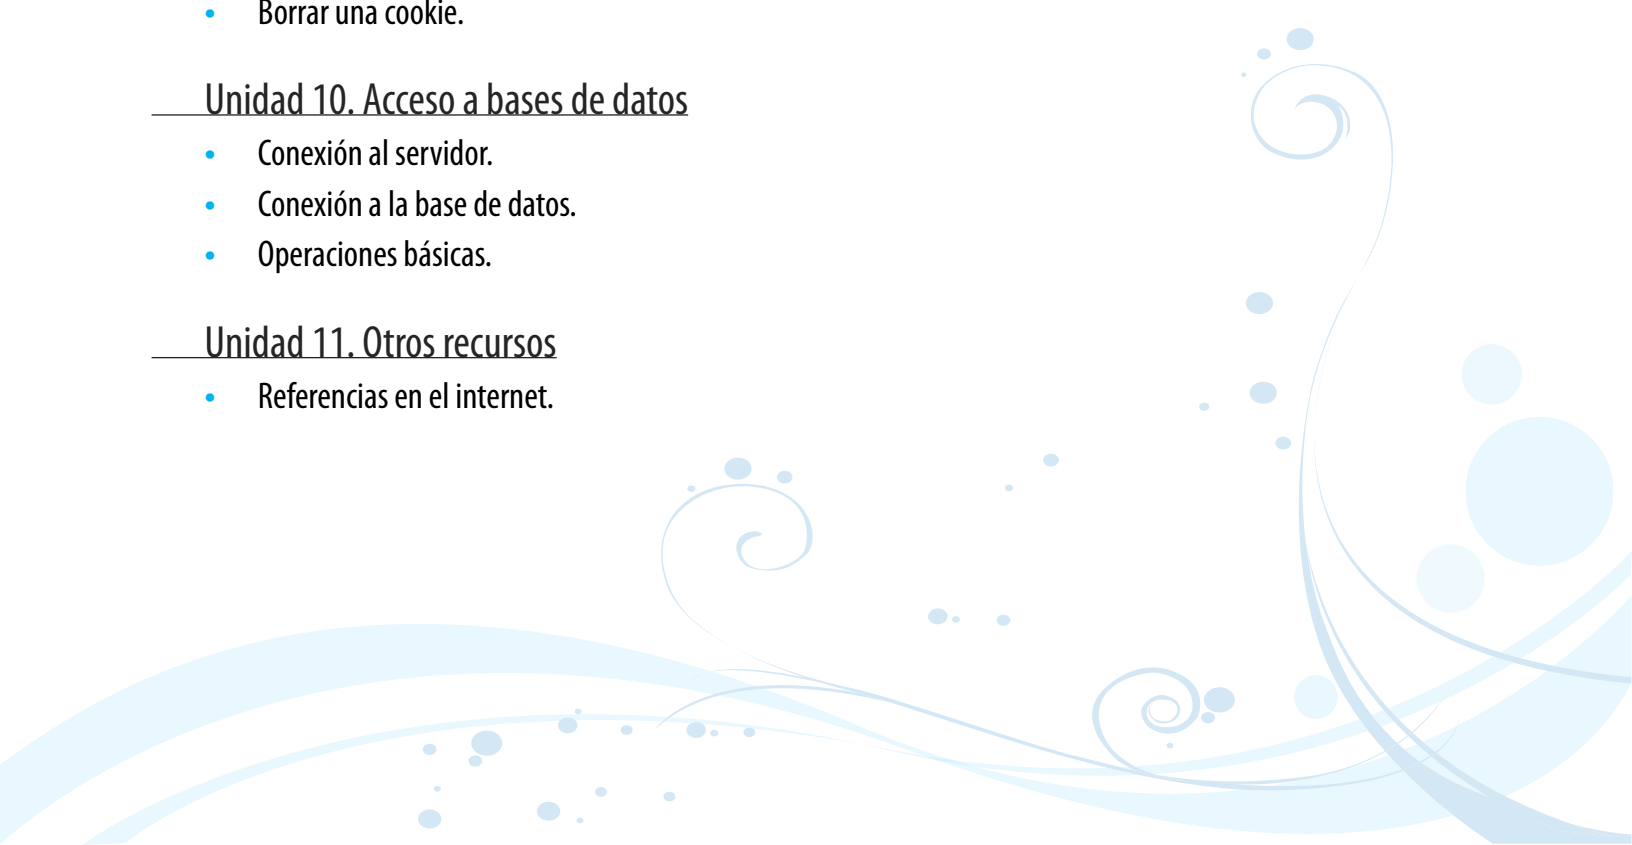 • Borrar una cookie.
Unidad 10. Acceso a bases de datos
• Conexión al servidor.
• Conexión a la base de datos.
• Operaciones básicas.
Unidad 11. Otros recursos
• Referencias en el internet.